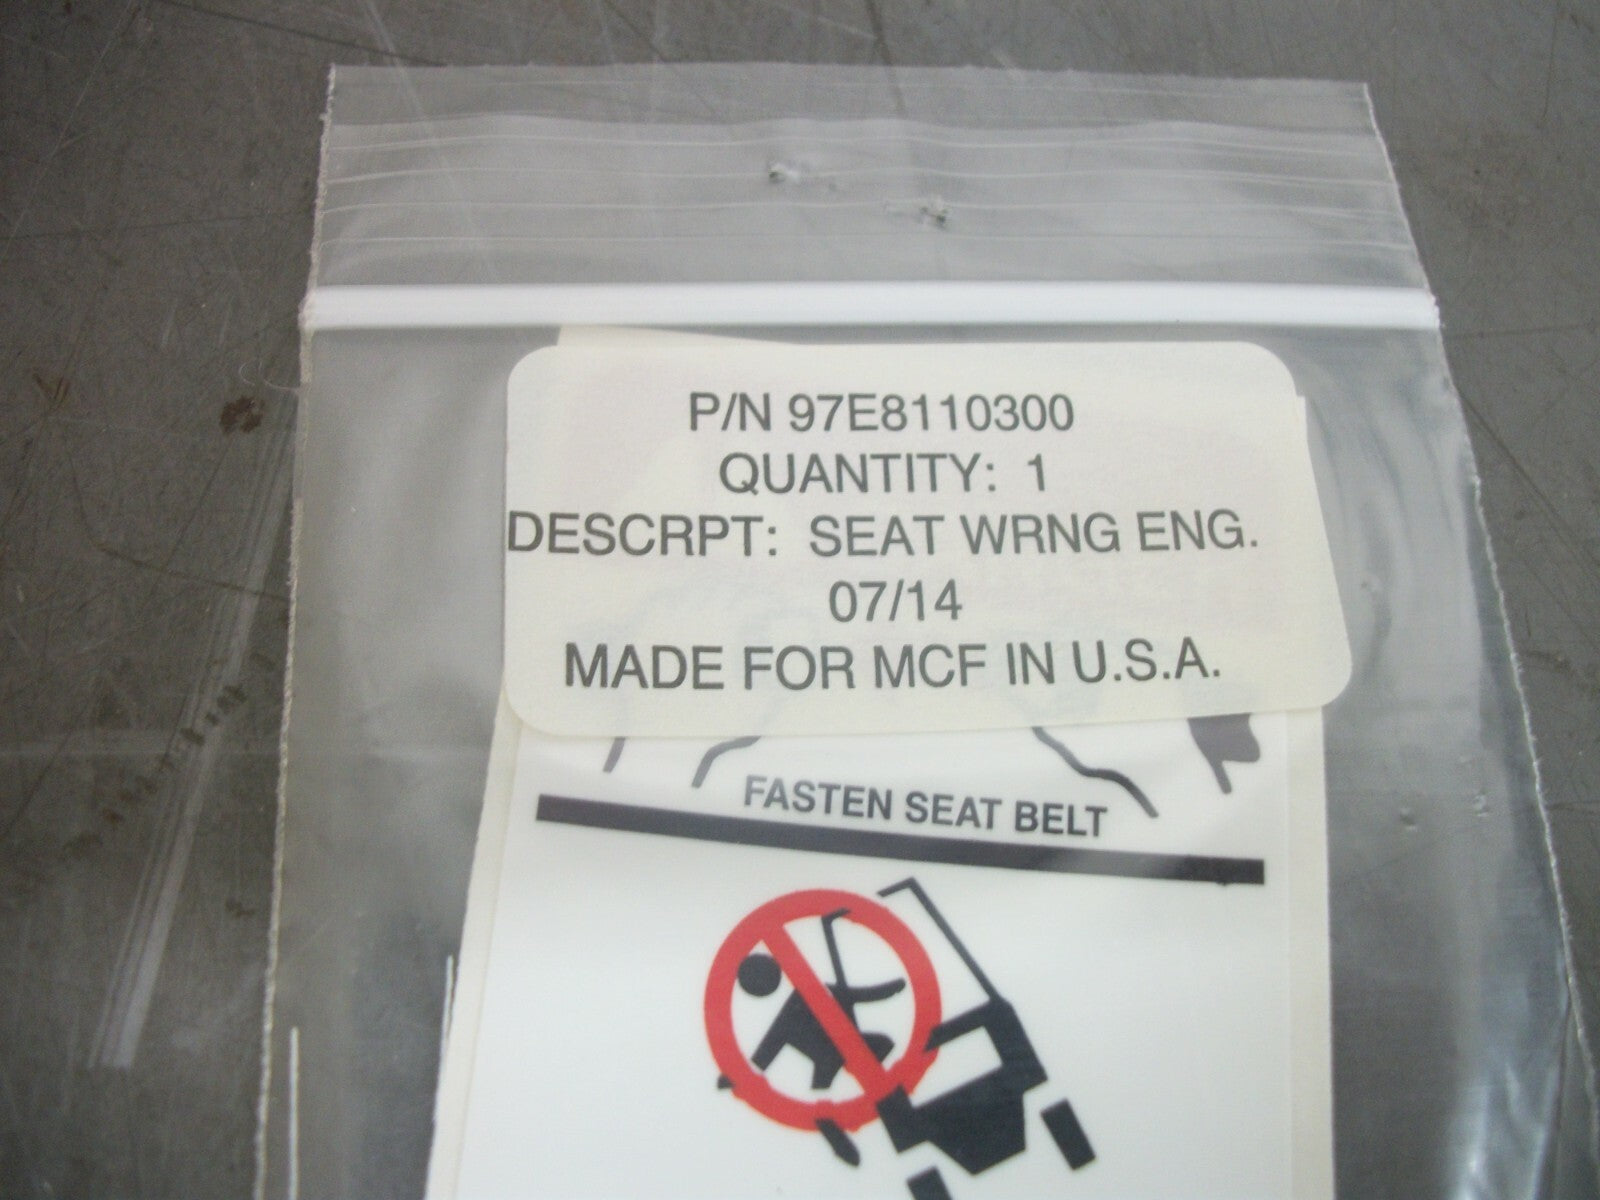 P/N 97E8110300
QUANTITY: 1
DESCRPT: SEAT WRNG ENG.
07/14
MADE FOR MCF IN U.S.A.
FASTEN SEAT BELT